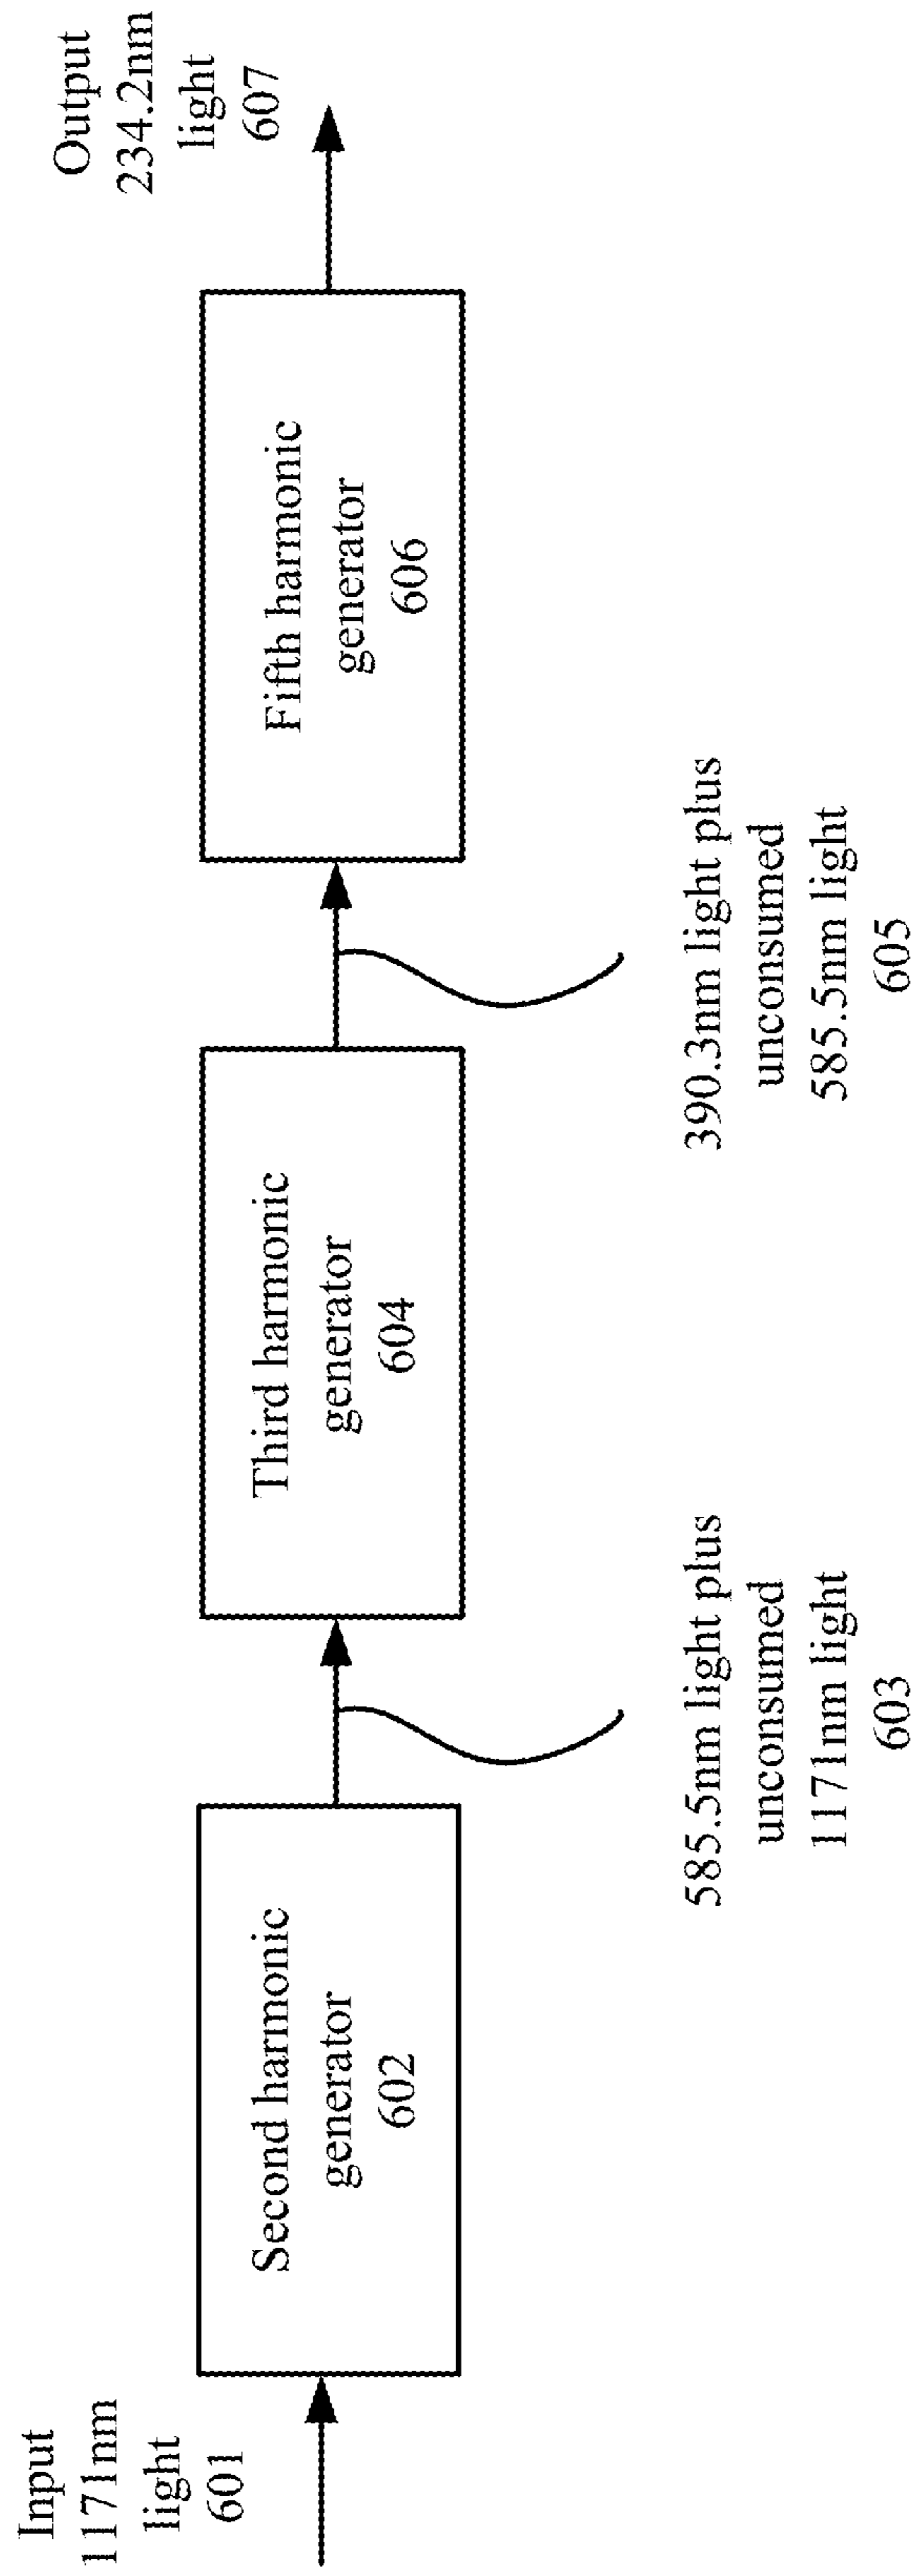 Input
1171nm
light
601
Second harmonic
generator
602
585.5nm light plus
unconsumed
1171nm light
603
Third harmonic
generator
604
390.3nm light plus
unconsumed
585.5nm light
605
Fifth harmonic
generator
606
Output
234.2nm
light
607